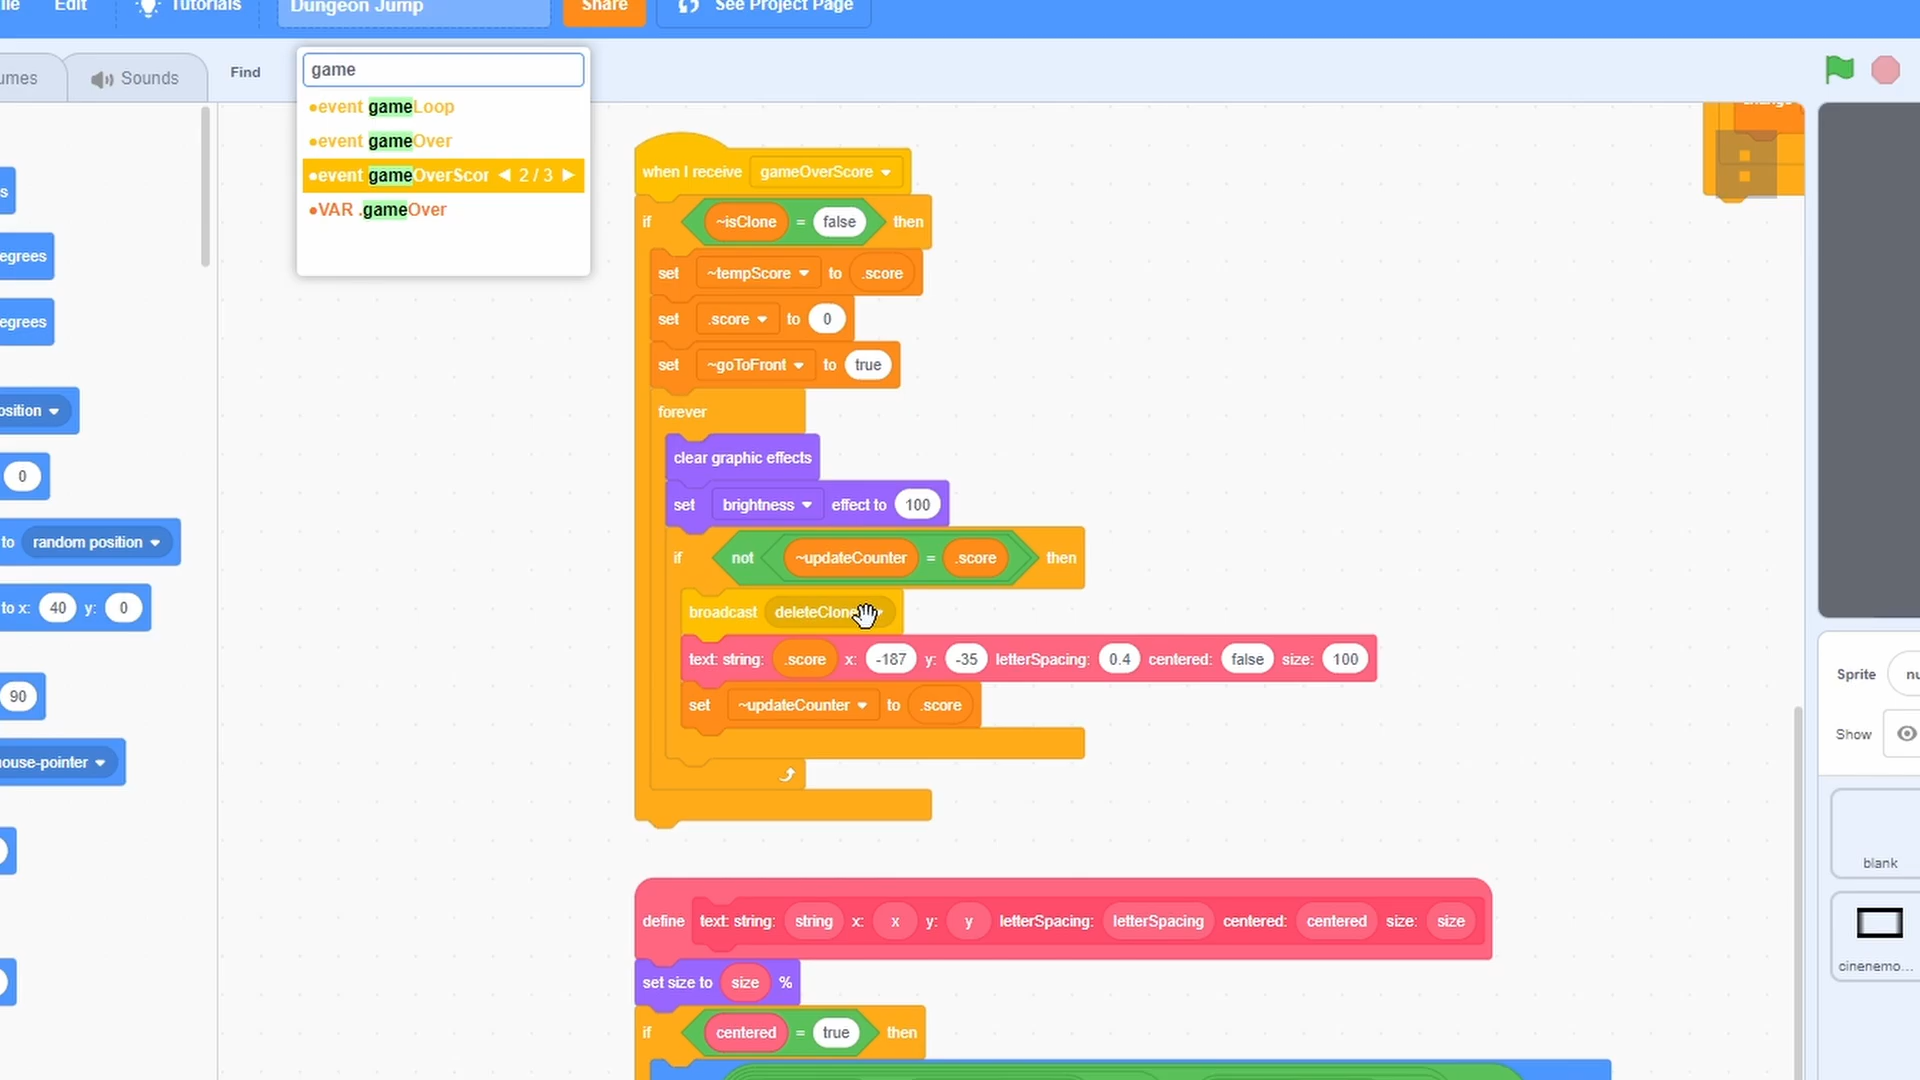 Edit
Tutorials
Dungeon Jump
Share
See Project Page
umes
Sounds
Find
game
•event gameLoop
•event gameOver
•event gameOverScor ◀ 2 / 3 ▶
•VAR .gameOver
s
egrees
egrees
osition
0
to random position
to x: 40 y: 0
90
ouse-pointer
when I receive gameOverScore
if ~isClone = false then
set ~tempScore to .score
set .score to 0
set ~goToFront to true
forever
clear graphic effects
set brightness effect to 100
if not ~updateCounter = .score then
broadcast deleteClone
text: string: .score x: -187 y: -35 letterSpacing: 0.4 centered: false size: 100
set ~updateCounter to .score
define text: string: string x: x y: y letterSpacing: letterSpacing centered: centered size: size
set size to size %
if centered = true then
Sprite nu
Show
blank
cinenemo...